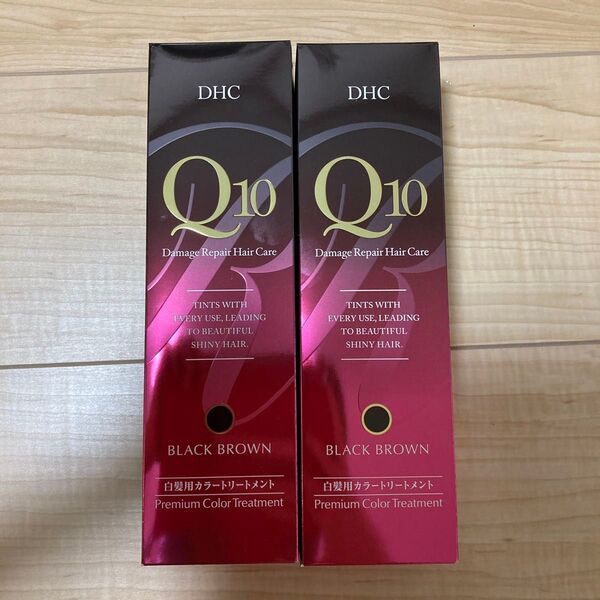 DHC
Q10
Damage Repair Hair Care
TINTS WITH
EVERY USE, LEADING
TO BEAUTIFUL
SHINY HAIR.
BLACK BROWN
白髪用カラートリートメント
Premium Color Treatment
DHC
Q10
Damage Repair Hair Care
TINTS WITH
EVERY USE, LEADING
TO BEAUTIFUL
SHINY HAIR.
BLACK BROWN
白髪用カラートリートメント
Premium Color Treatment